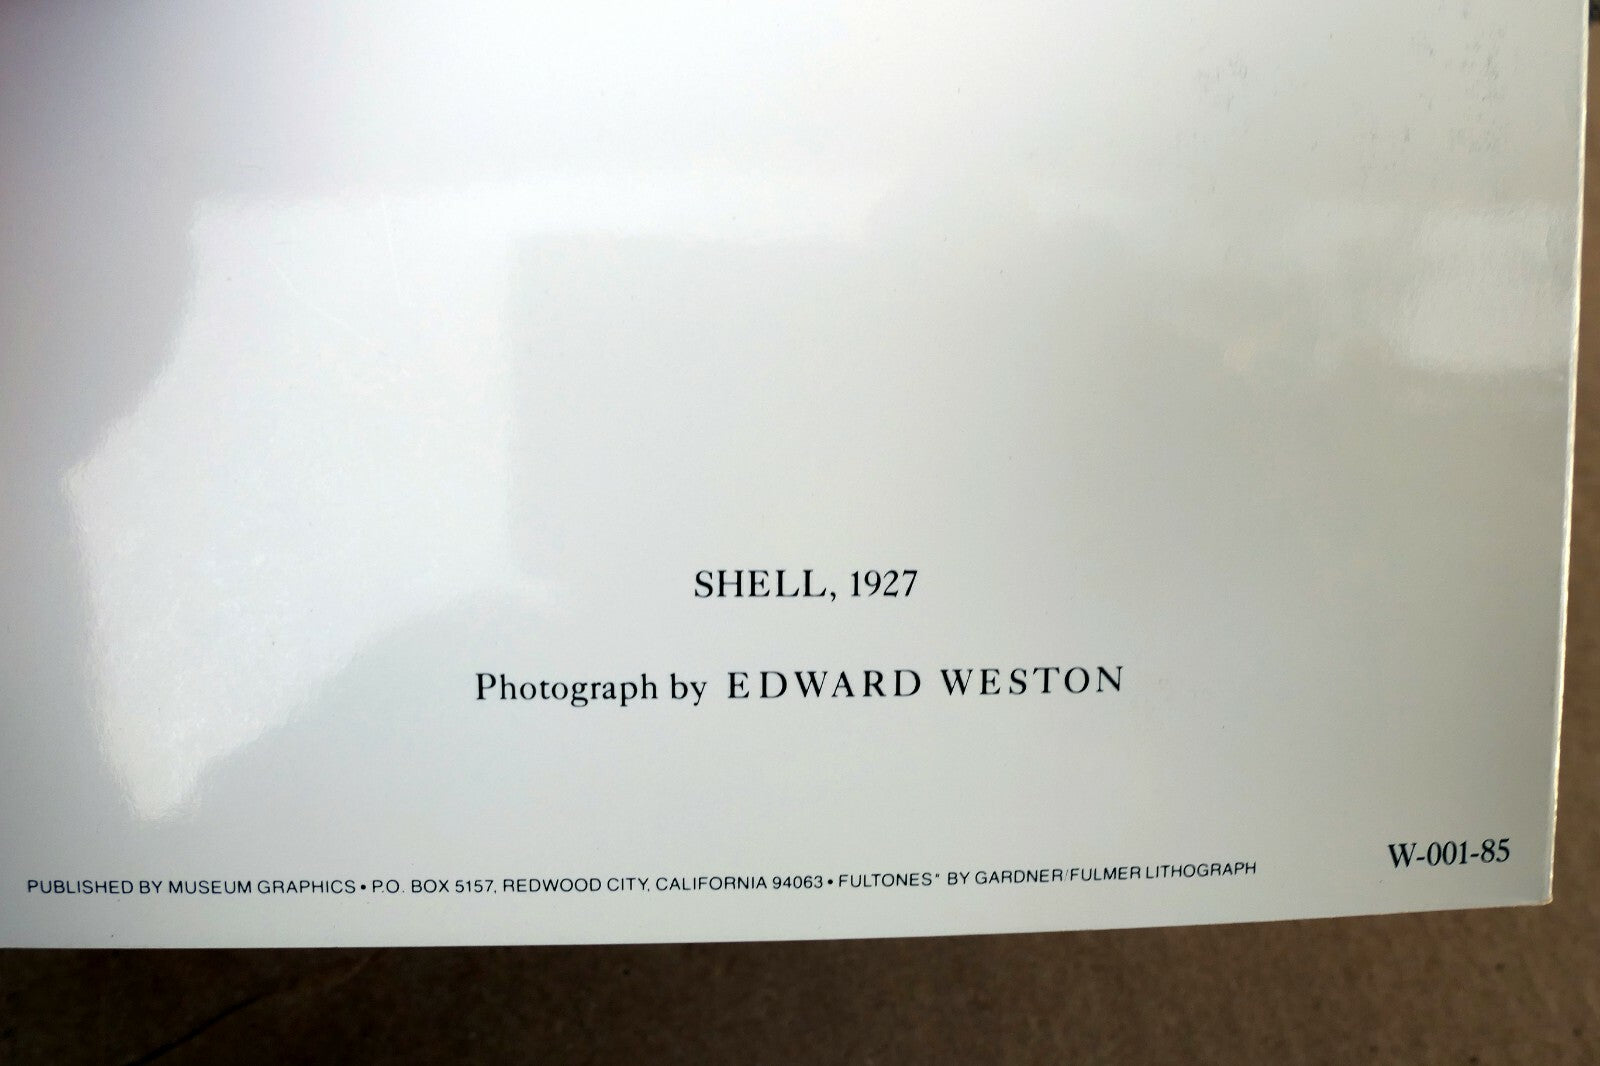 SHELL, 1927
Photograph by EDWARD WESTON
W-001-85
PUBLISHED BY MUSEUM GRAPHICS • P.O. BOX 5157, REDWOOD CITY, CALIFORNIA 94063 • FULTONES® BY GARDNER/FULMER LITHOGRAPH